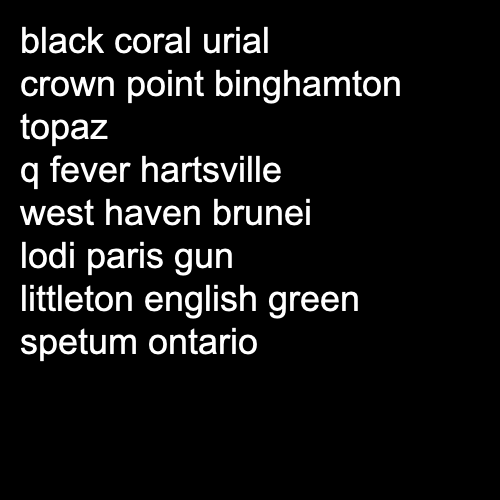 black coral urial
crown point binghamton
topaz
q fever hartsville
west haven brunei
lodi paris gun
littleton english green
spetum ontario